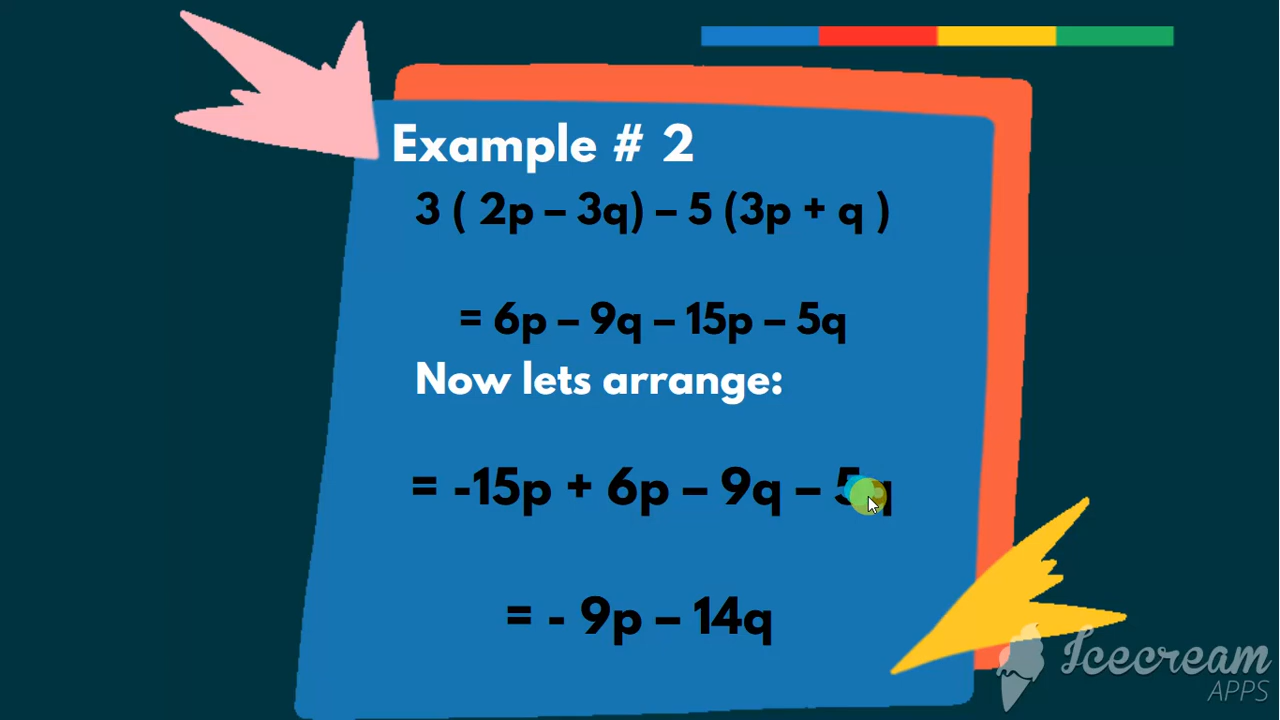 Example # 2
3 ( 2p – 3q) – 5 (3p + q )
= 6p – 9q – 15p – 5q
Now lets arrange:
= -15p + 6p – 9q – 5q
= - 9p – 14q
Icecream
APPS